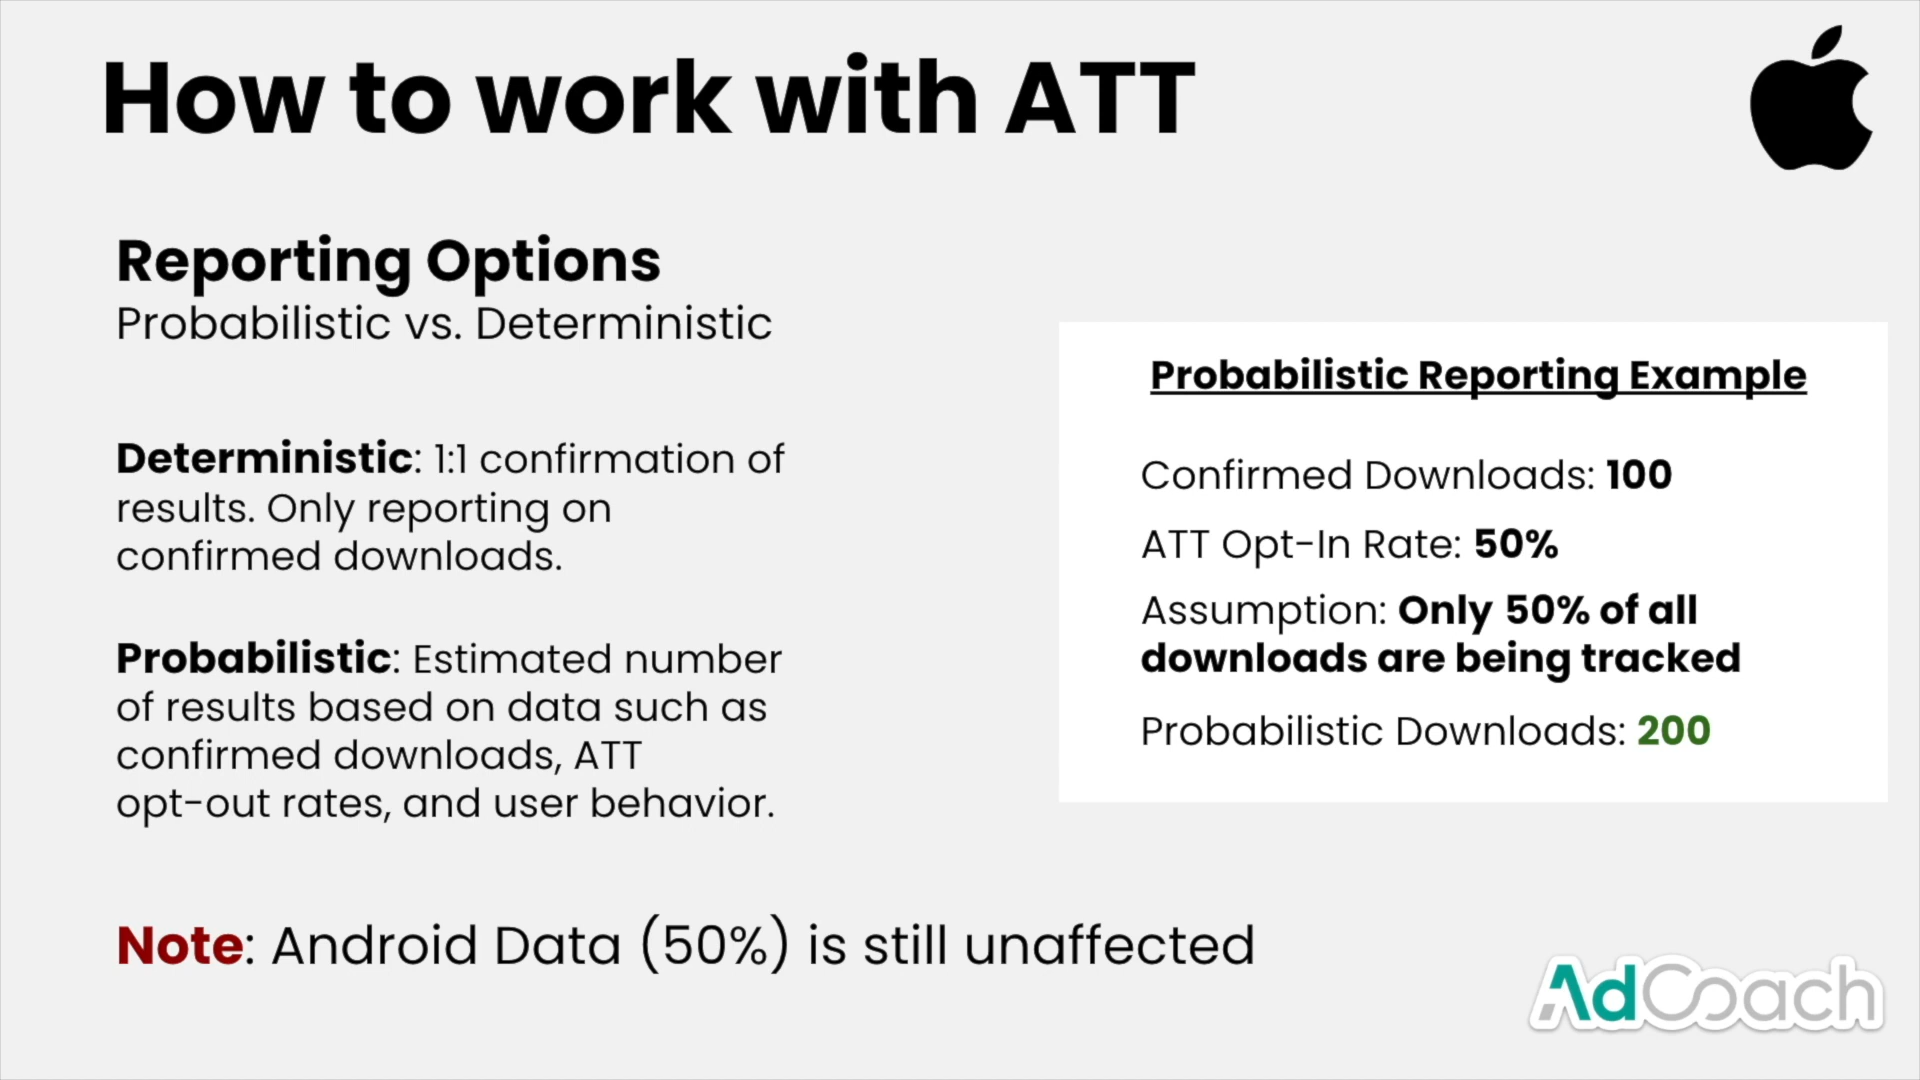 How to work with ATT
Reporting Options
Probabilistic vs. Deterministic
Deterministic: 1:1 confirmation of
results. Only reporting on
confirmed downloads.
Probabilistic: Estimated number
of results based on data such as
confirmed downloads, ATT
opt-out rates, and user behavior.
Probabilistic Reporting Example
Confirmed Downloads: 100
ATT Opt-In Rate: 50%
Assumption: Only 50% of all
downloads are being tracked
Probabilistic Downloads: 200
Note: Android Data (50%) is still unaffected
AdCoach